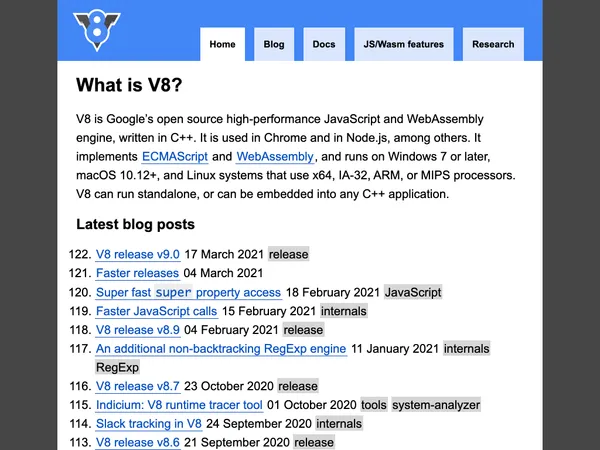 Home
Blog
Docs
JS/Wasm features
Research
What is V8?
V8 is Google’s open source high-performance JavaScript and WebAssembly
engine, written in C++. It is used in Chrome and in Node.js, among others. It
implements ECMAScript and WebAssembly, and runs on Windows 7 or later,
macOS 10.12+, and Linux systems that use x64, IA-32, ARM, or MIPS processors.
V8 can run standalone, or can be embedded into any C++ application.
Latest blog posts
122. V8 release v9.0 17 March 2021 release
121. Faster releases 04 March 2021
120. Super fast super property access 18 February 2021 JavaScript
119. Faster JavaScript calls 15 February 2021 internals
118. V8 release v8.9 04 February 2021 release
117. An additional non-backtracking RegExp engine 11 January 2021 internals
RegExp
116. V8 release v8.7 23 October 2020 release
115. Indicium: V8 runtime tracer tool 01 October 2020 tools system-analyzer
114. Slack tracking in V8 24 September 2020 internals
113. V8 release v8.6 21 September 2020 release